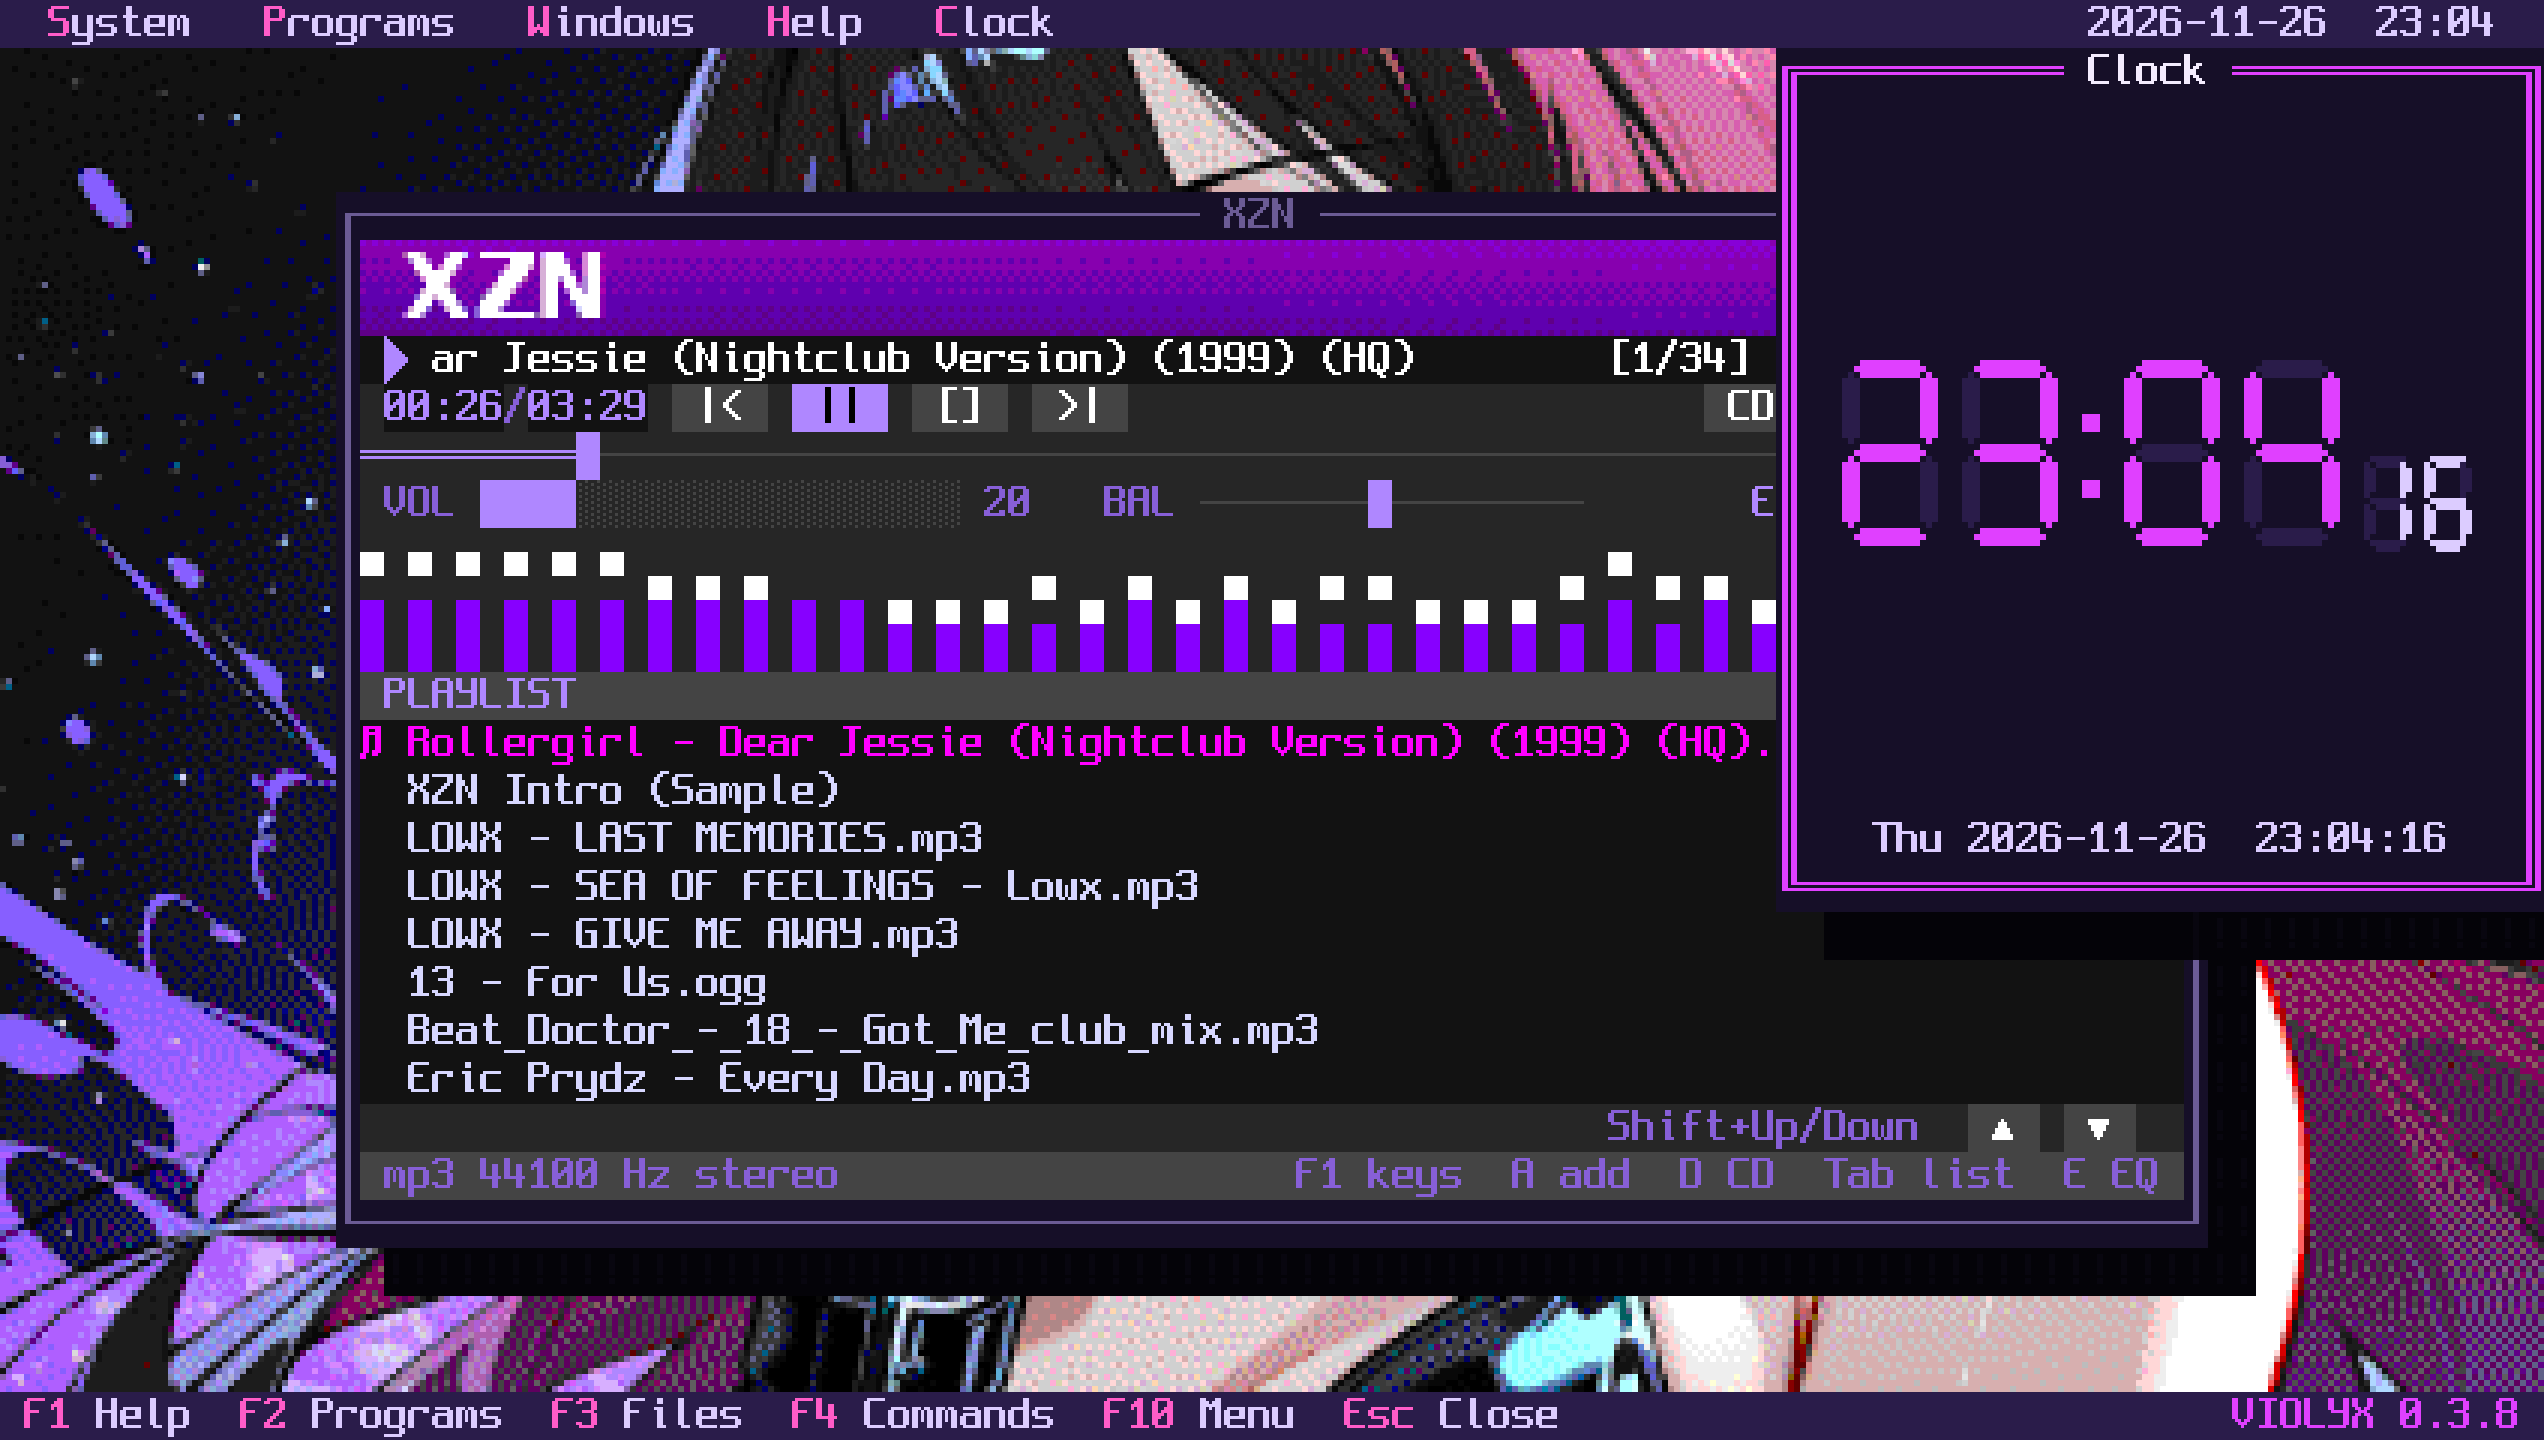 System Programs Windows Help Clock 2026-11-26 23:04
Clock
XZN
XZN
ar Jessie (Nightclub Version) (1999) (HQ) [1/34]
00:26/03:29 |< || [] >| CD
VOL 20 BAL E
23:04 16
PLAYLIST
Rollergirl - Dear Jessie (Nightclub Version) (1999) (HQ).
XZN Intro (Sample)
LOWX - LAST MEMORIES.mp3
Thu 2026-11-26 23:04:16
LOWX - SEA OF FEELINGS - Lowx.mp3
LOWX - GIVE ME AWAY.mp3
13 - For Us.ogg
Beat_Doctor_-_18_-_Got_Me_club_mix.mp3
Eric Prydz - Every Day.mp3
Shift+Up/Down ▲ ▼
mp3 44100 Hz stereo F1 keys A add D CD Tab list E EQ
F1 Help F2 Programs F3 Files F4 Commands F10 Menu Esc Close VIOLYX 0.3.8